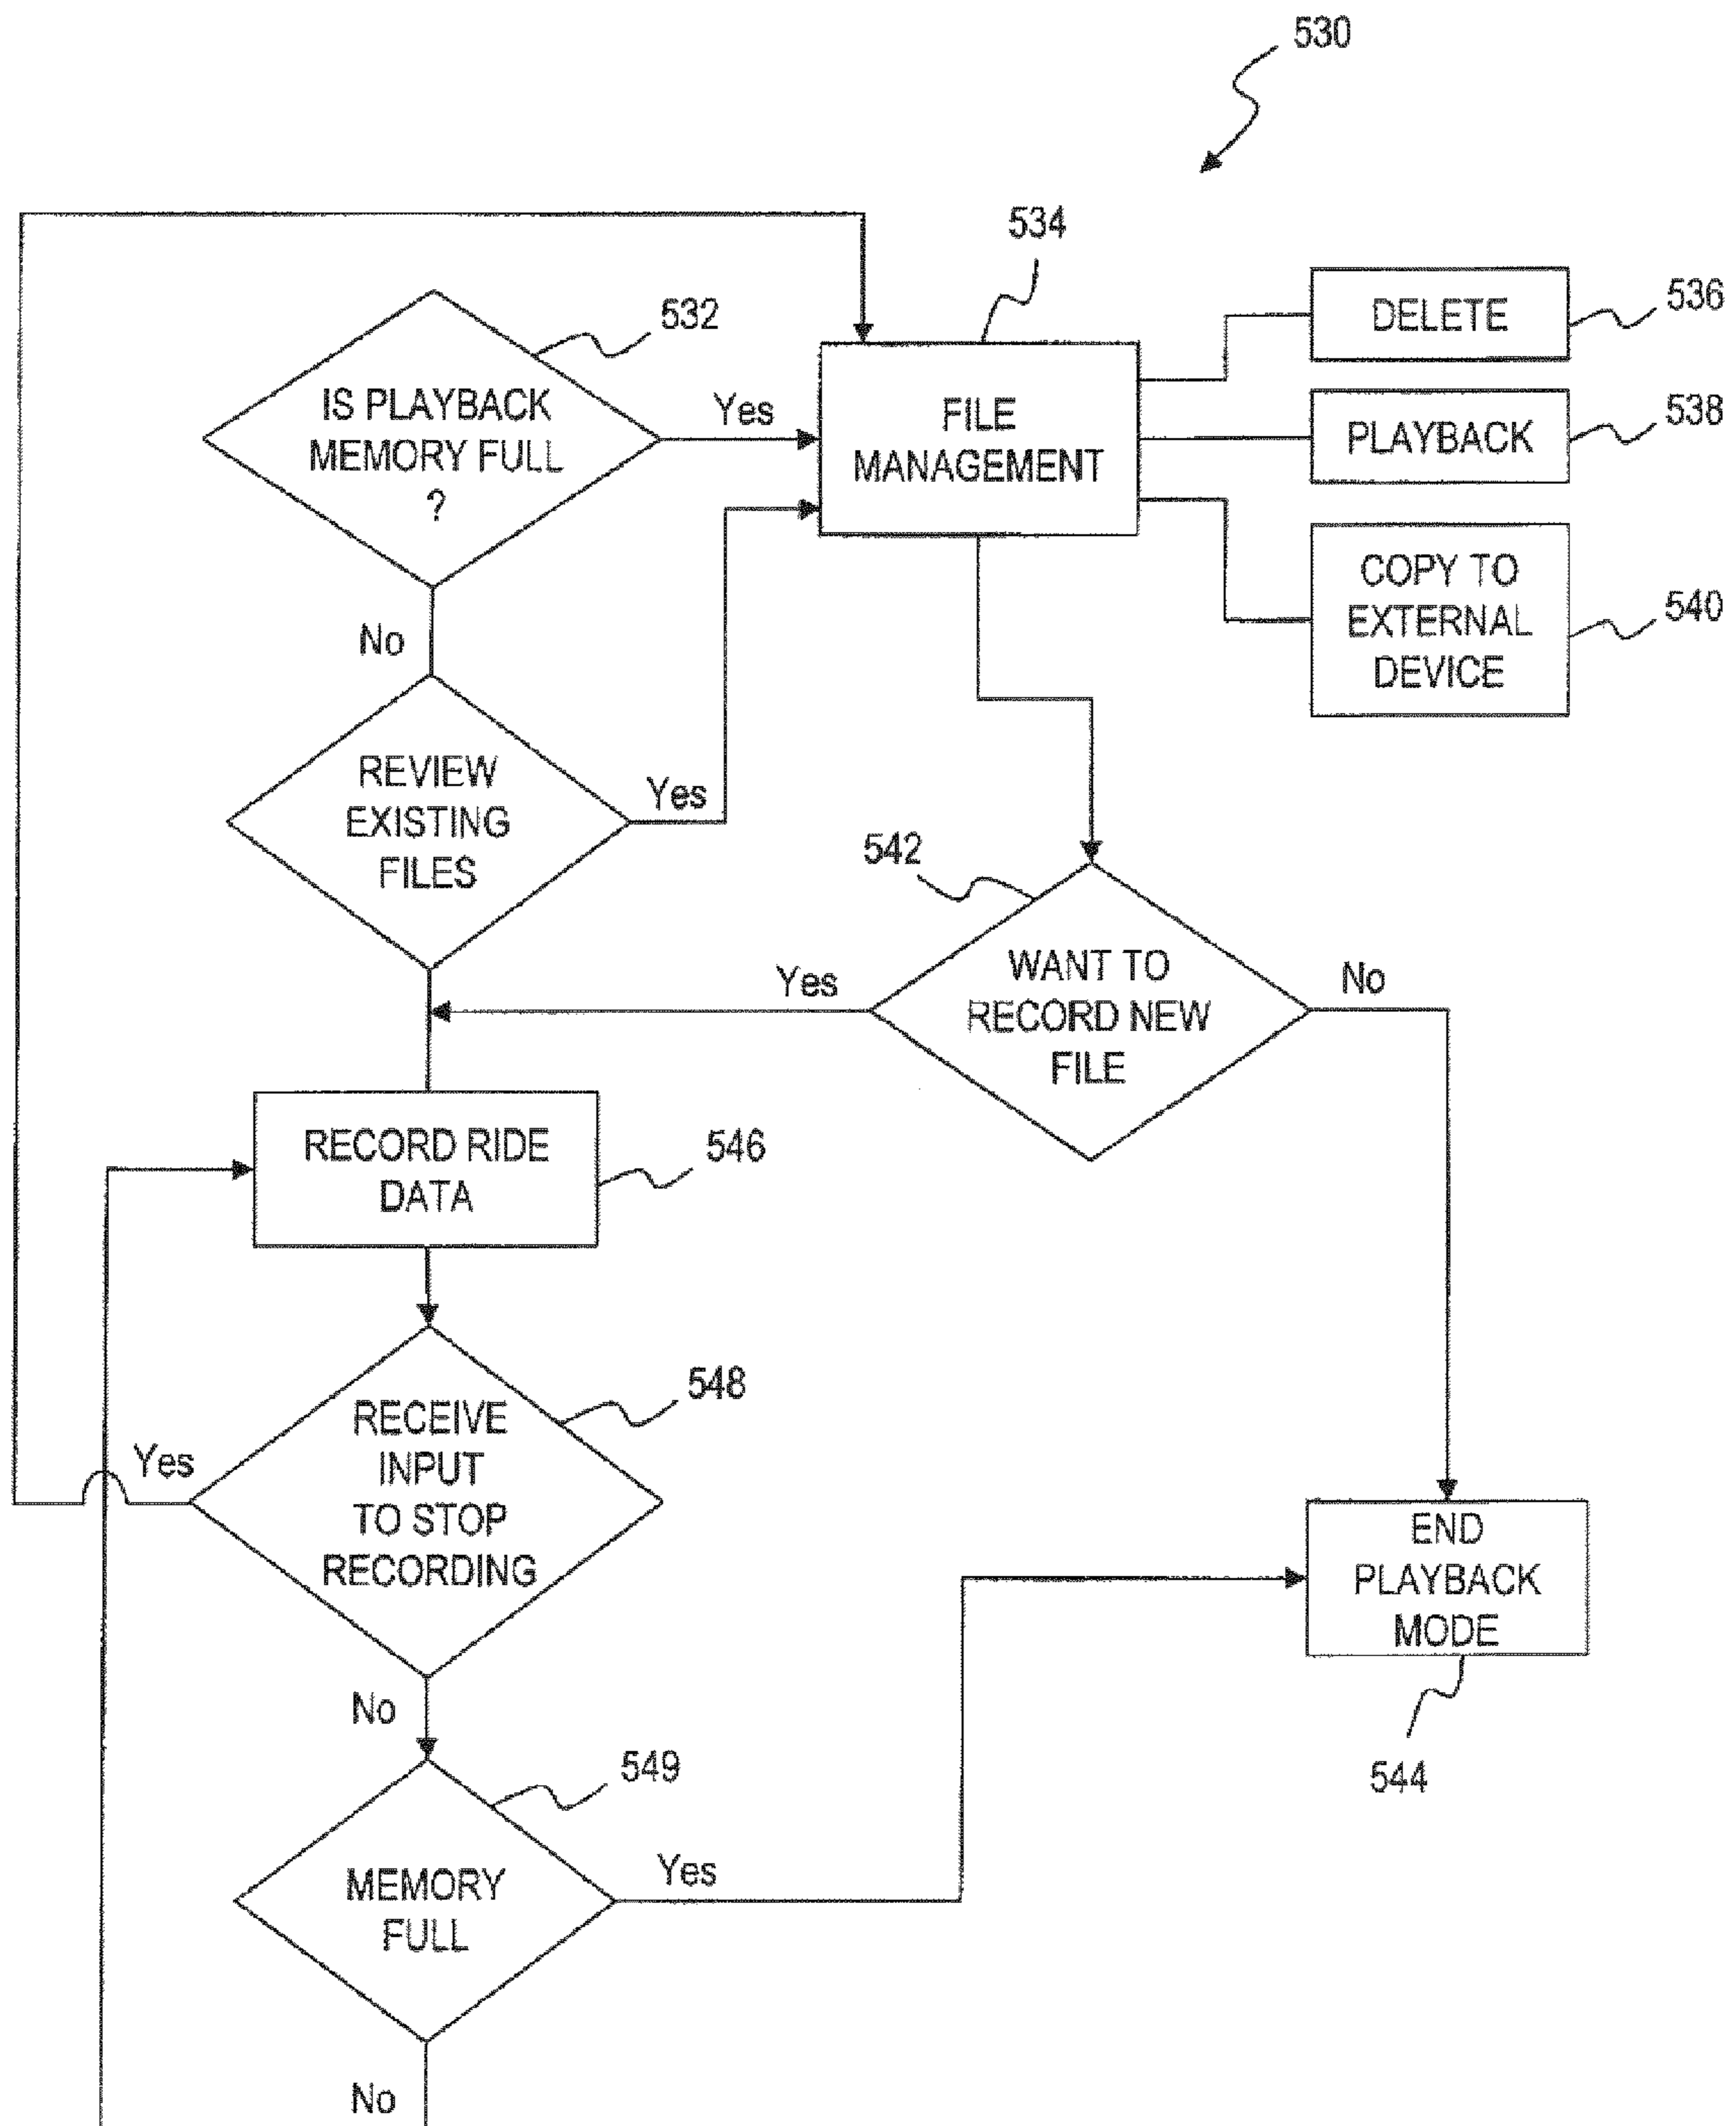 530
534
532
DELETE
536
IS PLAYBACK
MEMORY FULL
?
Yes
FILE
MANAGEMENT
PLAYBACK
538
COPY TO
EXTERNAL
DEVICE
540
No
REVIEW
EXISTING
FILES
Yes
542
WANT TO
RECORD NEW
FILE
Yes
No
RECORD RIDE
DATA
546
548
RECEIVE
INPUT
TO STOP
RECORDING
Yes
END
PLAYBACK
MODE
544
No
549
MEMORY
FULL
Yes
No